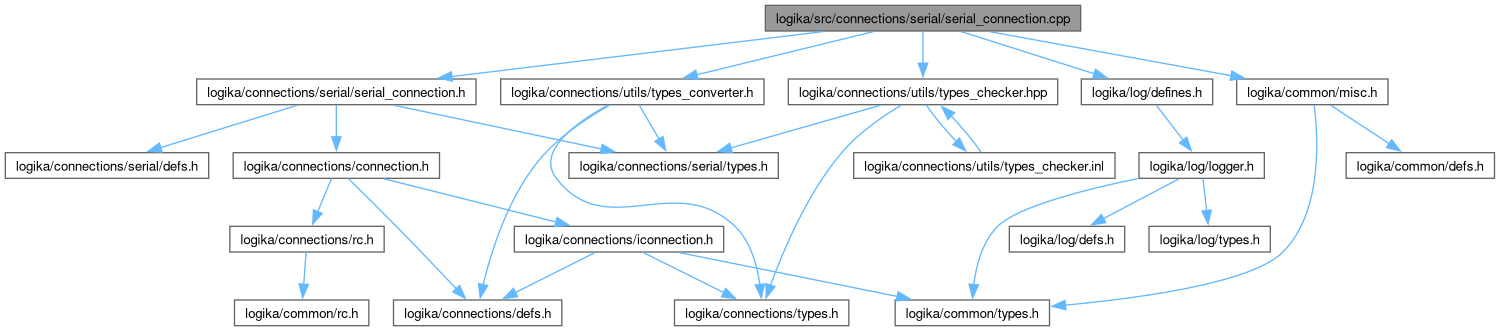 logika/src/connections/serial/serial_connection.cpp
logika/connections/serial/serial_connection.h
logika/connections/utils/types_converter.h
logika/connections/utils/types_checker.hpp
logika/log/defines.h
logika/common/misc.h
logika/connections/serial/defs.h
logika/connections/connection.h
logika/connections/serial/types.h
logika/connections/utils/types_checker.inl
logika/log/logger.h
logika/common/defs.h
logika/connections/rc.h
logika/connections/iconnection.h
logika/log/defs.h
logika/log/types.h
logika/common/rc.h
logika/connections/defs.h
logika/connections/types.h
logika/common/types.h